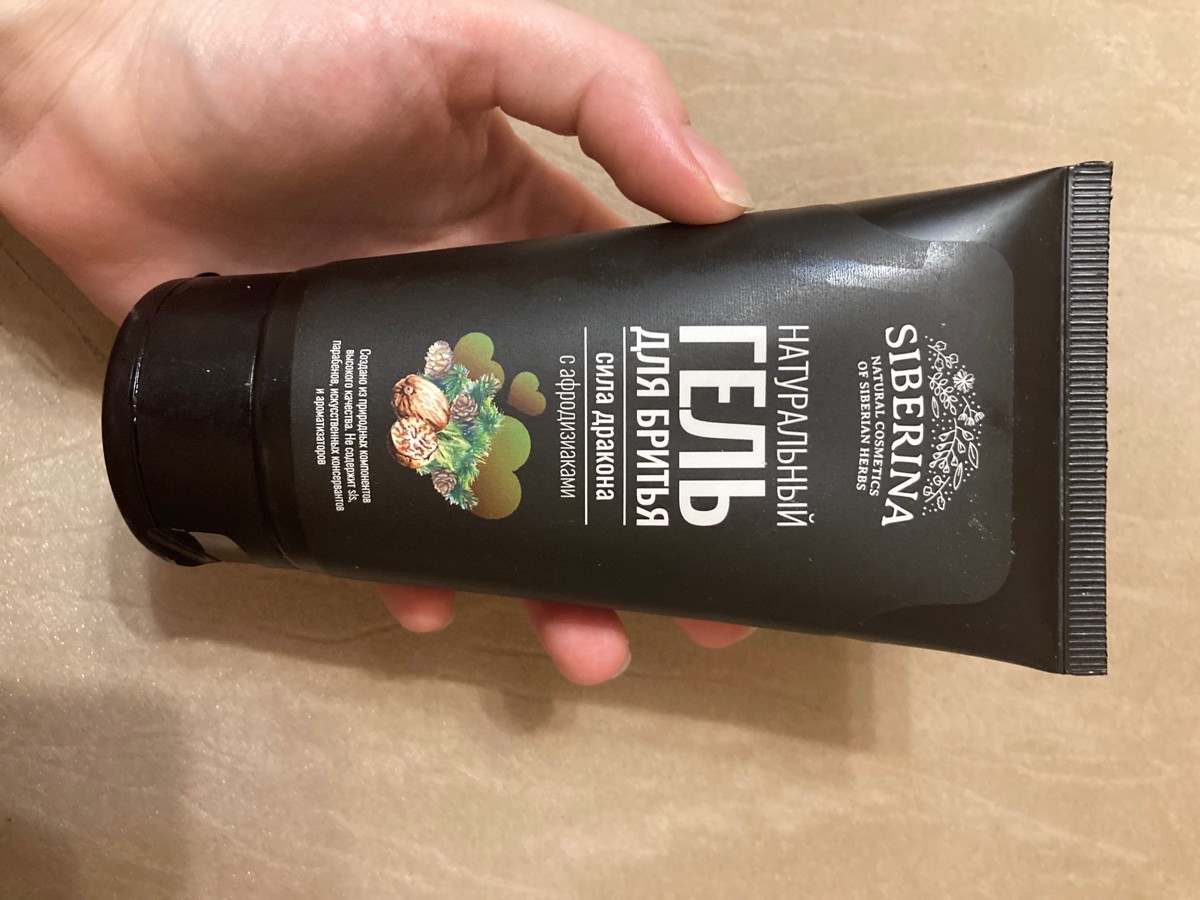 SIBERINA
NATURAL COSMETICS
OF SIBERIAN HERBS
НАТУРАЛЬНЫЙ
ГЕЛЬ
ДЛЯ БРИТЬЯ
сила дракона
с афродизиаками
Создано из природных компонентов
высокого качества. Не содержит sls,
парабенов, искусственных консервантов
и ароматизаторов